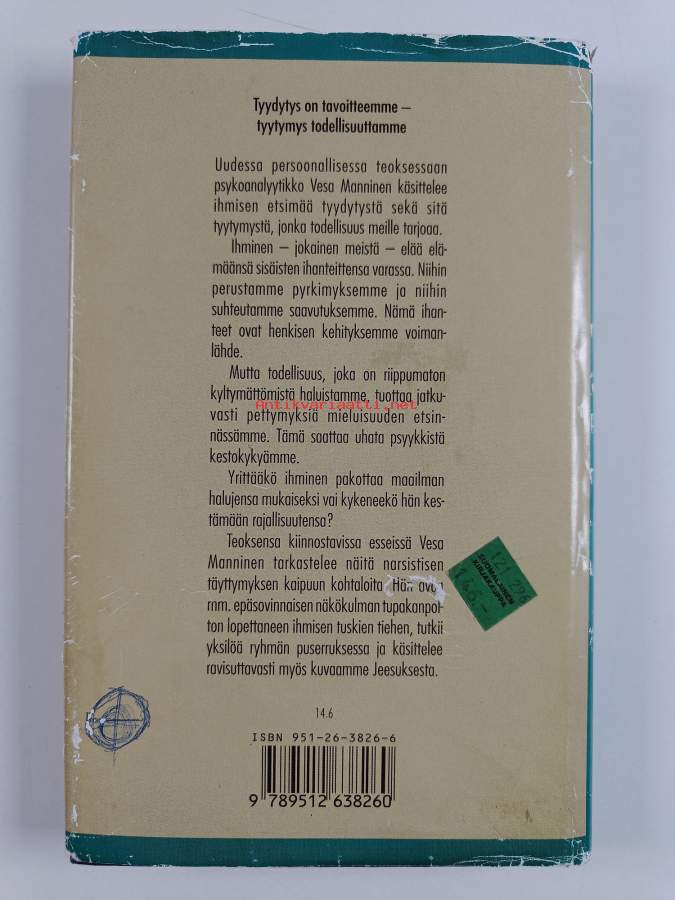 Tyydytys on tavoitteemme –
tyytymys todellisuuttamme
Uudessa persoonallisessa teoksessaan
psykoanalyytikko Vesa Manninen käsittelee
ihmisen etsimää tyydytystä sekä sitä
tyytymystä, jonka todellisuus meille tarjoaa.
Ihminen – jokainen meistä – elää elä-
määnsä sisäisten ihanteittensa varassa. Niihin
perustamme pyrkimyksemme ja niihin
suhteutamme saavutuksemme. Nämä ihan-
teet ovat henkisen kehityksemme voiman-
lähde.
Mutta todellisuus, joka on riippumaton
kyltymättömistä haluistamme, tuottaa jatku-
Antikvariaatti.net
vasti pettymyksiä mieluisuuden etsin-
nässämme. Tämä saattaa uhata psyykkistä
kestokykyämme.
Yrittääkö ihminen pakottaa maailman
halujensa mukaiseksi vai kykeneekö hän kes-
tämään rajallisuutensa?
Teoksensa kiinnostavissa esseissä Vesa
Manninen tarkastelee näitä narsistisen
täyttymyksen kaipuun kohtaloita. Hän avaa
mm. epäsovinnaisen näkökulman tupakanpol-
ton lopettaneen ihmisen tuskien tiehen, tutkii
yksilöä ryhmän puserruksessa ja käsittelee
ravisuttavasti myös kuvaamme Jeesuksesta.
SUOMALAINEN
KIRJAKAUPPA
14.6
ISBN 951-26-3826-6
9 789512 638260